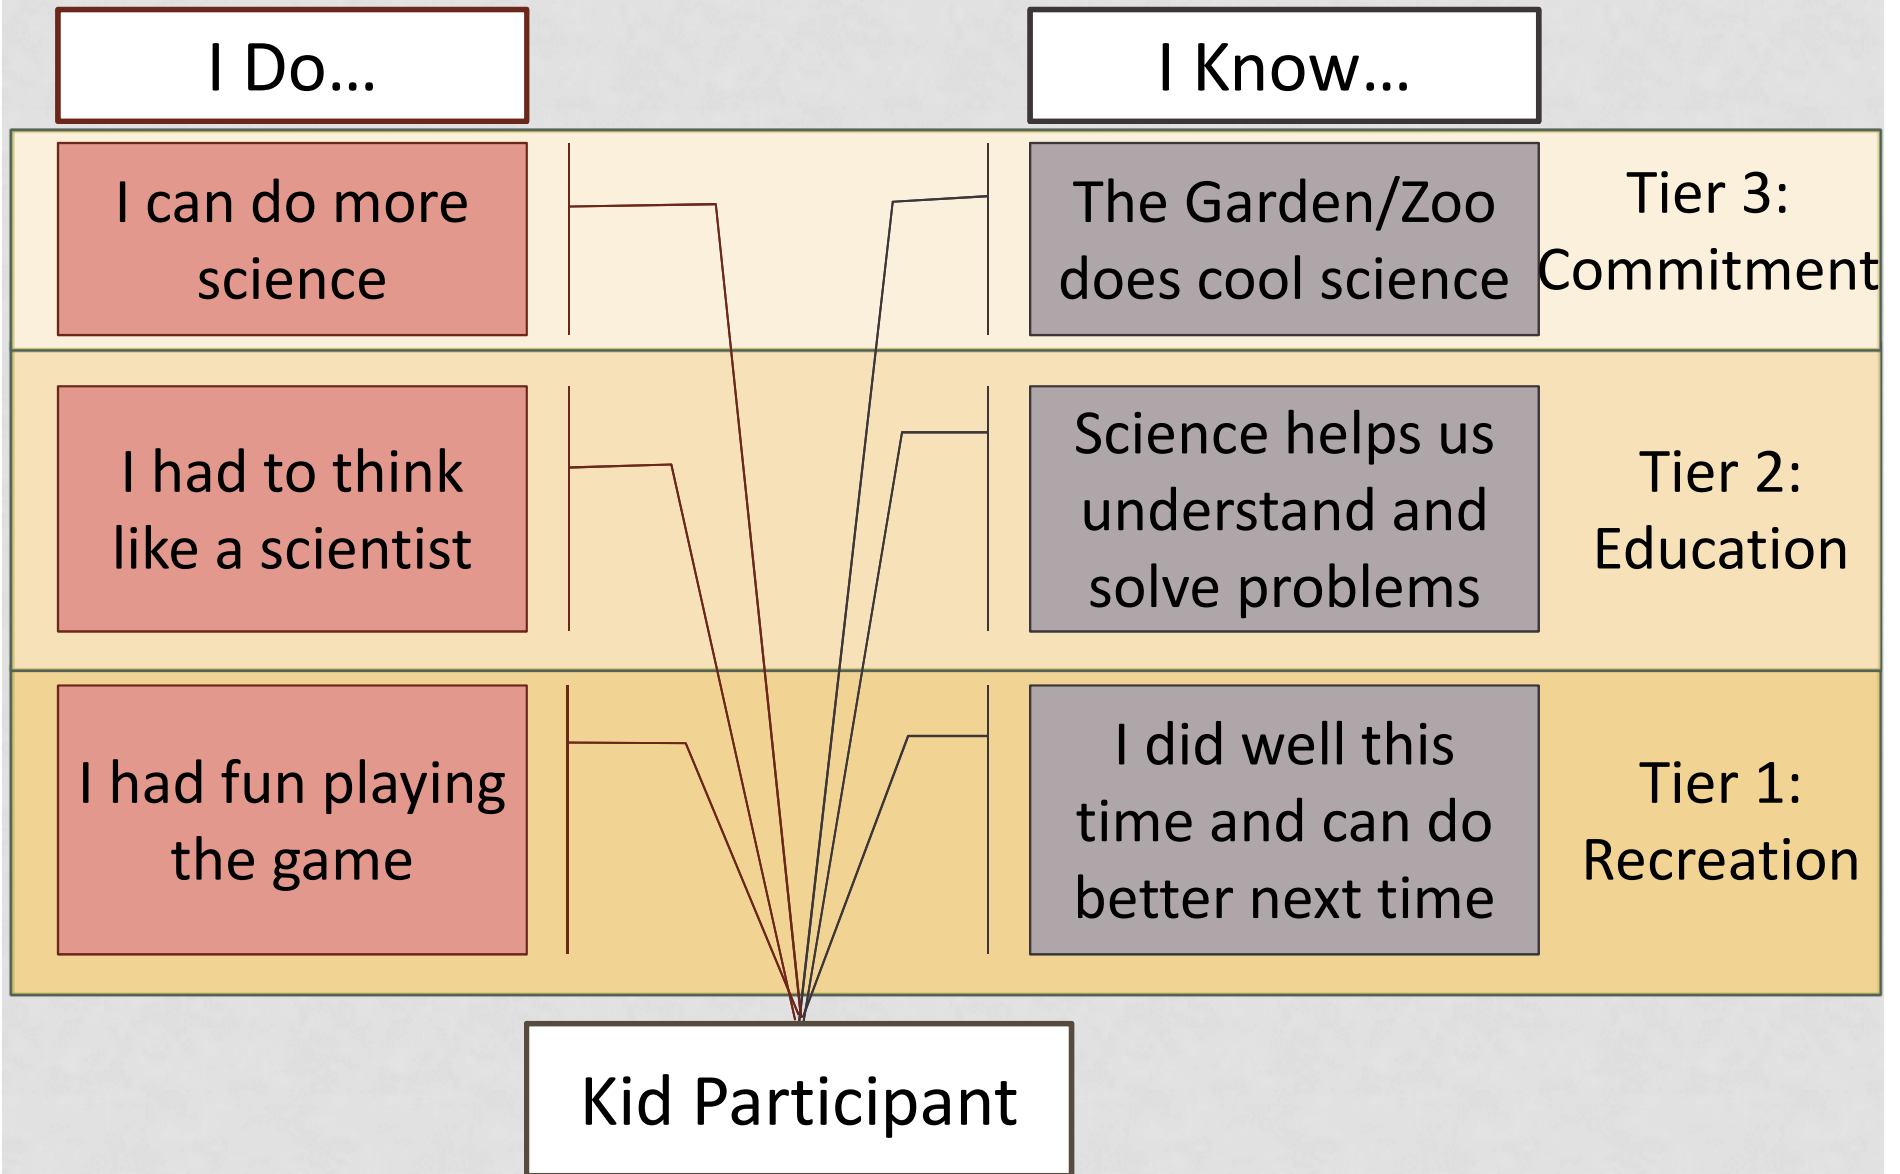 I Do...
I Know...
I can do more
science
The Garden/Zoo
does cool science
Tier 3:
Commitment
I had to think
like a scientist
Science helps us
understand and
solve problems
Tier 2:
Education
I had fun playing
the game
I did well this
time and can do
better next time
Tier 1:
Recreation
Kid Participant